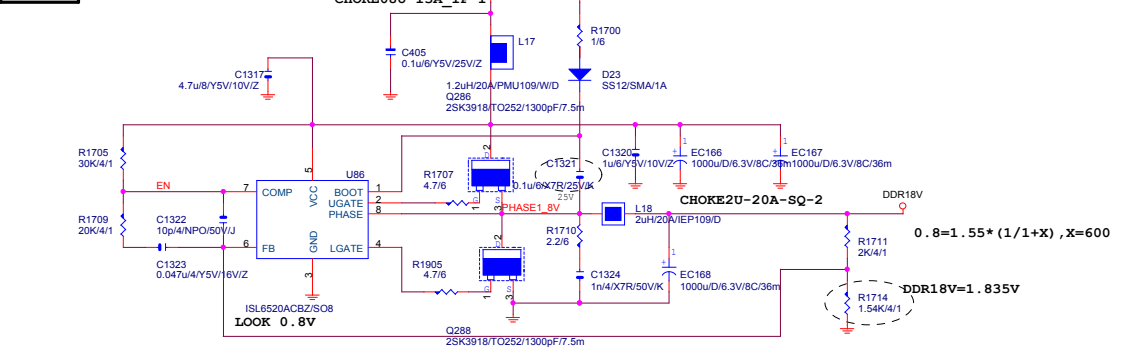 R1700
1/6
L17
C405
0.1u/6/Y5V/25V/Z
C1317
4.7u/8/Y5V/10V/Z
D23
SS12/SMA/1A
1.2uH/20A/PMU109/W/D
Q286
2SK3918/TO252/1300pF/7.5m
R1705
30K/4/1
C1320
1u/6/Y5V/10V/Z
EC166
1000u/D/6.3V/8C/36m
EC167
1000u/D/6.3V/8C/36m
C1321
0.1u/6/X7R/25V/K
25V
R1707
4.7/6
U86
EN
7
COMP
VCC
5
BOOT
1
UGATE
2
PHASE
8
FB
6
GND
3
LGATE
4
ISL6520ACBZ/SO8
LOOK 0.8V
D
2
G
1
S
3
PHASE1_8V
CHOKE2U-20A-SQ-2
L18
2uH/20A/IEP109/D
DDR18V
0.8=1.55*(1/1+X),X=600
R1709
20K/4/1
C1322
10p/4/NPO/50V/J
C1323
0.047u/4/Y5V/16V/Z
R1710
2.2/6
R1711
2K/4/1
R1905
4.7/6
D
2
G
1
S
3
C1324
1n/4/X7R/50V/K
EC168
1000u/D/6.3V/8C/36m
R1714
1.54K/4/1
DDR18V=1.835V
Q288
2SK3918/TO252/1300pF/7.5m